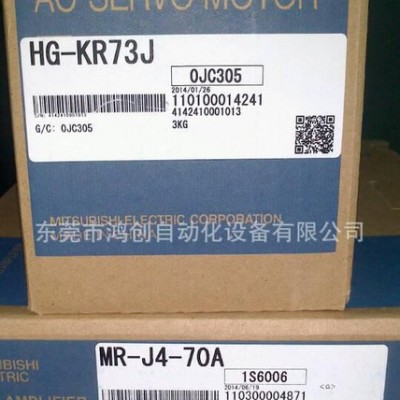 AC SERVO MOTOR
HG-KR73J
0JC305
2014/01/26
110100014241
4142410001013
S/N. 4142410001013
3KG
G/C: 0JC305
MITSUBISHI ELECTRIC CORPORATION
东莞市鸿创自动化设备有限公司
MR-J4-70A
1S6006
2014/06/19
110300004871
AMPLIFIER